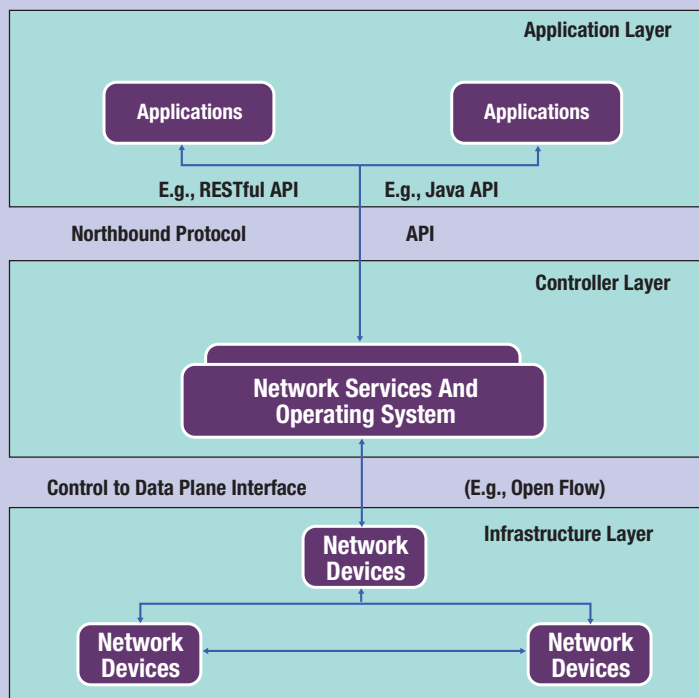 Application Layer
Applications
Applications
E.g., RESTful API
E.g., Java API
Northbound Protocol
API
Controller Layer
Network Services And
Operating System
Control to Data Plane Interface
(E.g., Open Flow)
Infrastructure Layer
Network
Devices
Network
Devices
Network
Devices